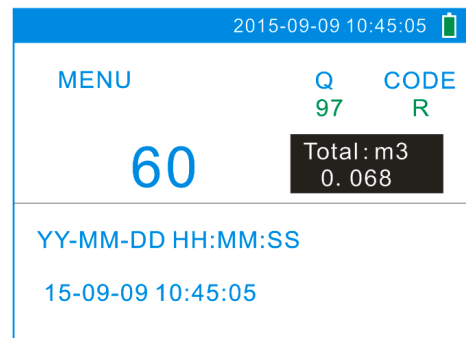 2015-09-09 10:45:05
MENU Q CODE
97 R
60 Total: m3
0. 068
YY-MM-DD HH:MM:SS
15-09-09 10:45:05